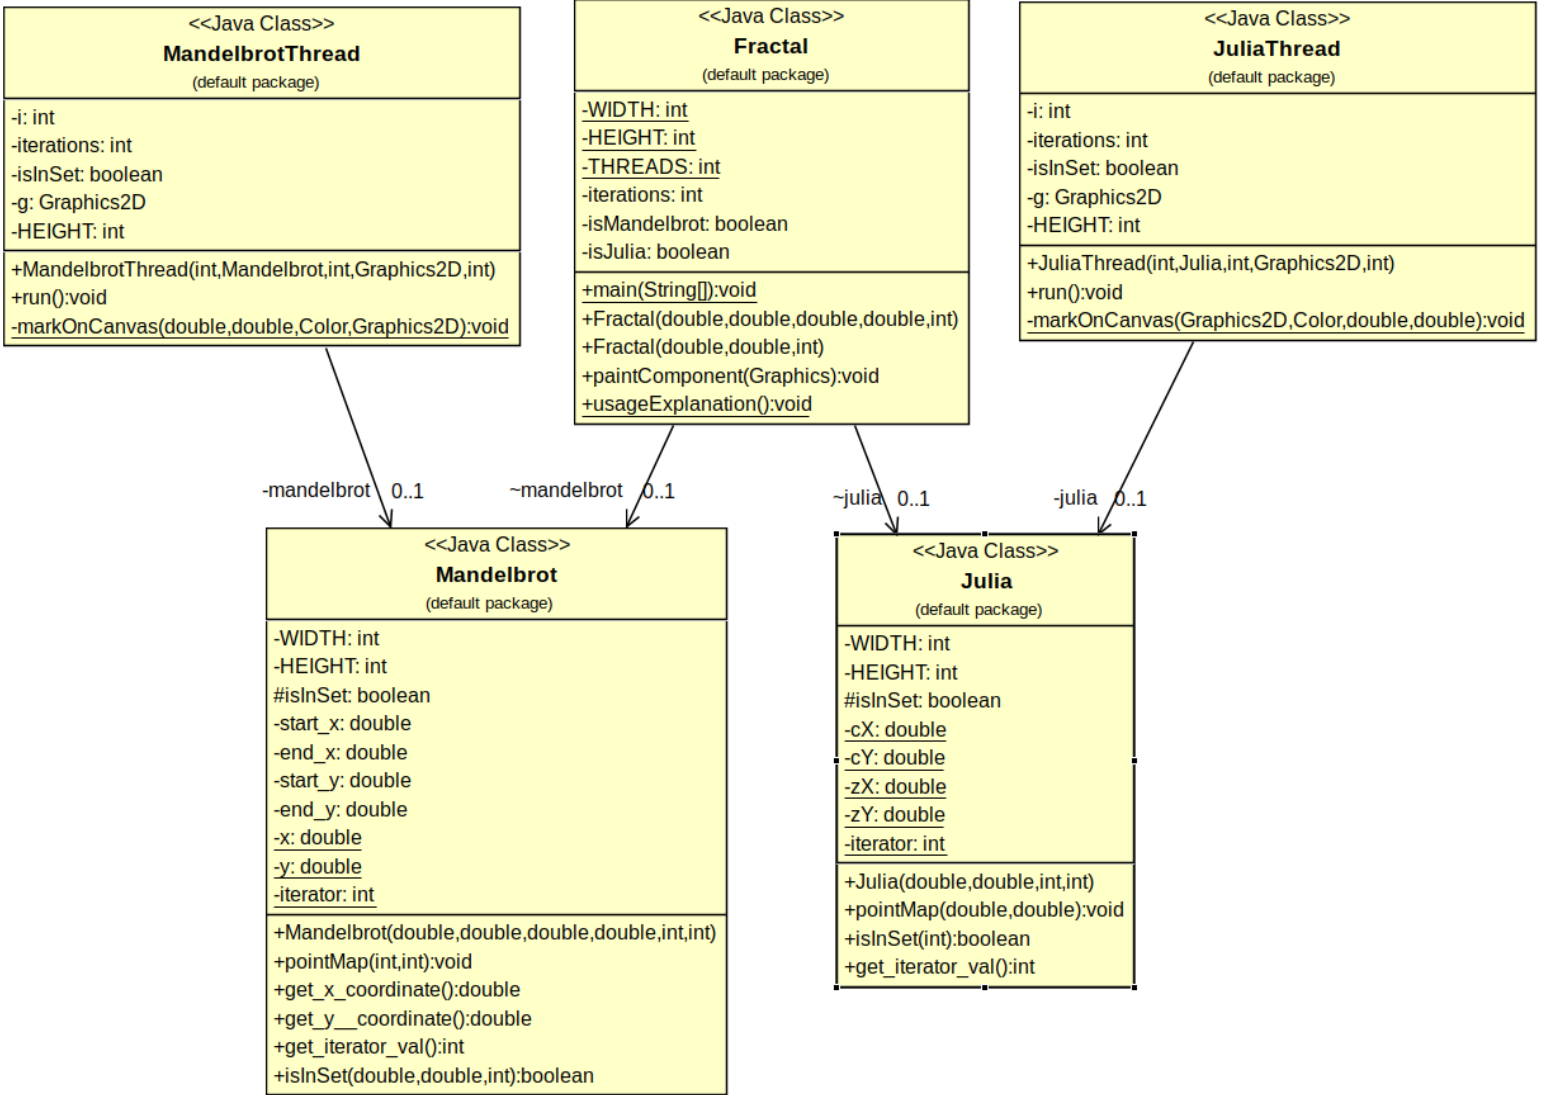 <<Java Class>>
MandelbrotThread
(default package)
-i: int
-iterations: int
-isInSet: boolean
-g: Graphics2D
-HEIGHT: int
+MandelbrotThread(int,Mandelbrot,int,Graphics2D,int)
+run():void
-markOnCanvas(double,double,Color,Graphics2D):void
<<Java Class>>
Fractal
(default package)
-WIDTH: int
-HEIGHT: int
-THREADS: int
-iterations: int
-isMandelbrot: boolean
-isJulia: boolean
+main(String[]):void
+Fractal(double,double,double,double,int)
+Fractal(double,double,int)
+paintComponent(Graphics):void
+usageExplanation():void
<<Java Class>>
JuliaThread
(default package)
-i: int
-iterations: int
-isInSet: boolean
-g: Graphics2D
-HEIGHT: int
+JuliaThread(int,Julia,int,Graphics2D,int)
+run():void
-markOnCanvas(Graphics2D,Color,double,double):void
-mandelbrot 0..1
~mandelbrot 0..1
~julia 0..1
-julia 0..1
<<Java Class>>
Mandelbrot
(default package)
-WIDTH: int
-HEIGHT: int
#isInSet: boolean
-start_x: double
-end_x: double
-start_y: double
-end_y: double
-x: double
-y: double
-iterator: int
+Mandelbrot(double,double,double,double,int,int)
+pointMap(int,int):void
+get_x_coordinate():double
+get_y__coordinate():double
+get_iterator_val():int
+isInSet(double,double,int):boolean
<<Java Class>>
Julia
(default package)
-WIDTH: int
-HEIGHT: int
#isInSet: boolean
-cX: double
-cY: double
-zX: double
-zY: double
-iterator: int
+Julia(double,double,int,int)
+pointMap(double,double):void
+isInSet(int):boolean
+get_iterator_val():int